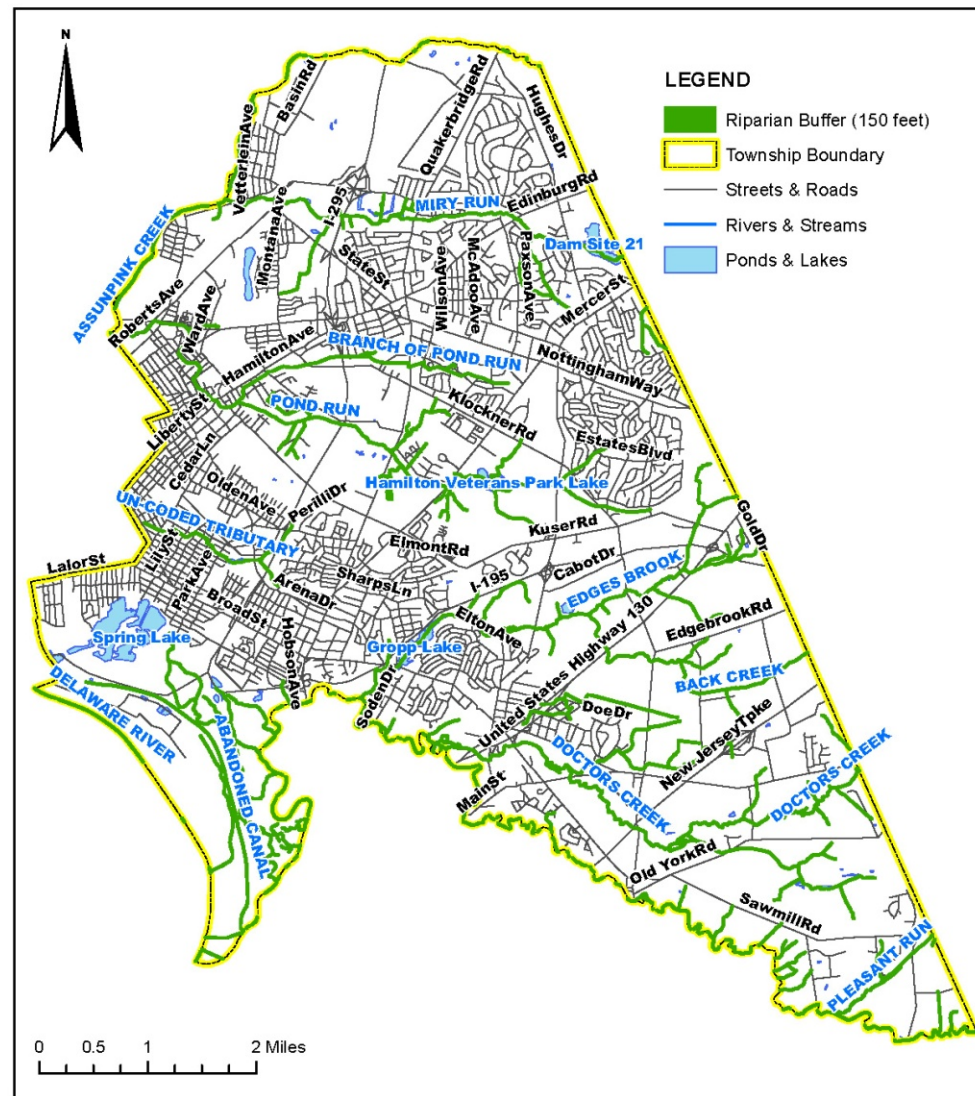 N
LEGEND
Riparian Buffer (150 feet)
Township Boundary
Streets & Roads
Rivers & Streams
Ponds & Lakes
BasinRd
QuakerbridgeRd
HughesDr
VetterleinAve
I-295
MIRY RUN
EdinburgRd
ASSUNPINK CREEK
MontanaAve
StateSt
WilsonAve
McAdooAve
PaxsonAve
Dam Site 21
MercerSt
RobertsAve
WardAve
HamiltonAve
BRANCH OF POND RUN
NottinghamWay
LibertySt
POND RUN
KlocknerRd
EstatesBlvd
CedarLn
OldenAve
PerilliDr
Hamilton Veterans Park Lake
UN-CODED TRIBUTARY
KuserRd
GoldDr
ElmontRd
LalorSt
LilySt
ParkAve
SharpsLn
I-195
CabotDr
EDGES BROOK
ArenaDr
BroadSt
HobsonAve
EltonAve
EdgebrookRd
Spring Lake
Gropp Lake
United States Highway 130
BACK CREEK
SodenDr
DoeDr
DELAWARE RIVER
ABANDONED CANAL
New JerseyTpke
MainSt
DOCTORS CREEK
DOCTORS CREEK
Old YorkRd
SawmillRd
PLEASANT RUN
0 0.5 1 2 Miles